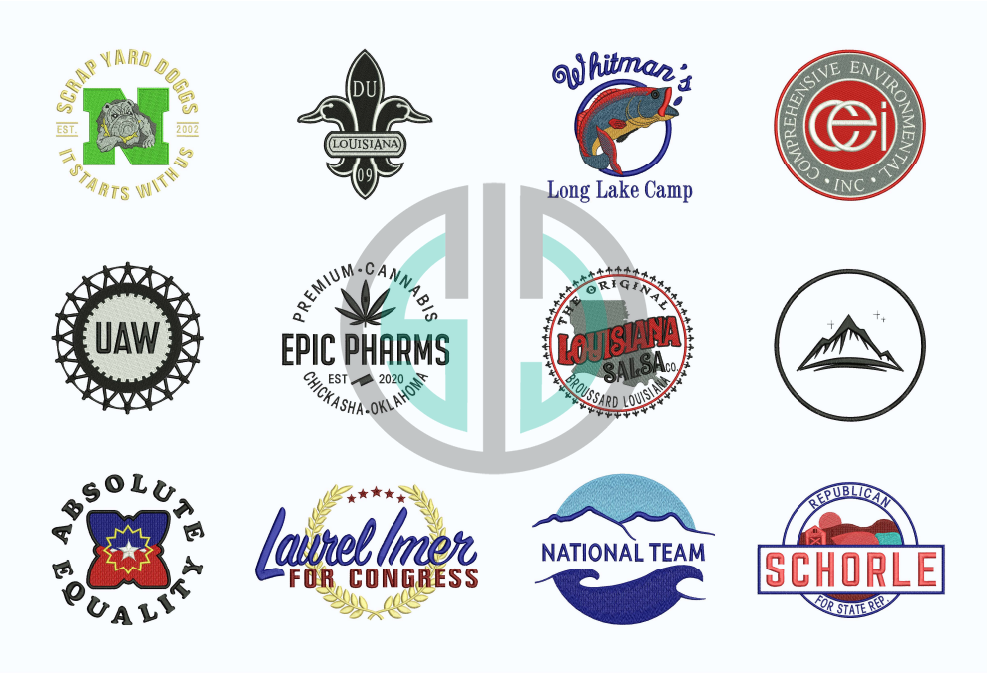 SCRAP YARD DOGGS
EST. 2002
N
IT STARTS WITH US
DU
LOUISIANA
09
Whitman's
Long Lake Camp
COMPREHENSIVE ENVIRONMENTAL
cei
• INC •
UAW
PREMIUM-CANNABIS
EPIC PHARMS
EST 2020
CHICKASHA-OKLAHOMA
THE ORIGINAL
LOUISIANA
SALSA CO.
BROUSSARD LOUISIANA
ABSOLUTE
EQUALITY
Laurel Imer
FOR CONGRESS
NATIONAL TEAM
REPUBLICAN
SCHORLE
FOR STATE REP.